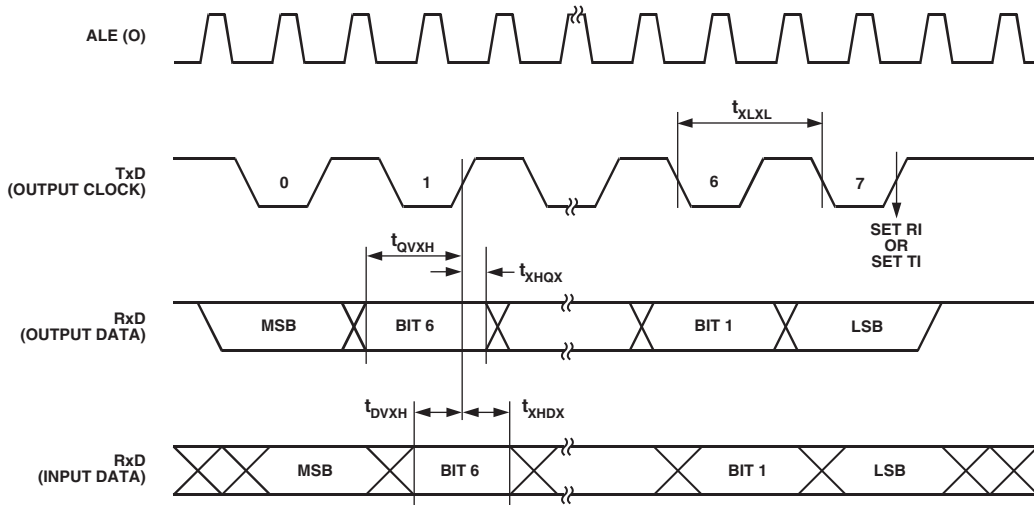 ALE (O)
tXLXL
TxD
(OUTPUT CLOCK)
0
1
6
7
SET RI
OR
SET TI
tQVXH
tXHQX
RxD
(OUTPUT DATA)
MSB
BIT 6
BIT 1
LSB
tDVXH
tXHDX
RxD
(INPUT DATA)
MSB
BIT 6
BIT 1
LSB